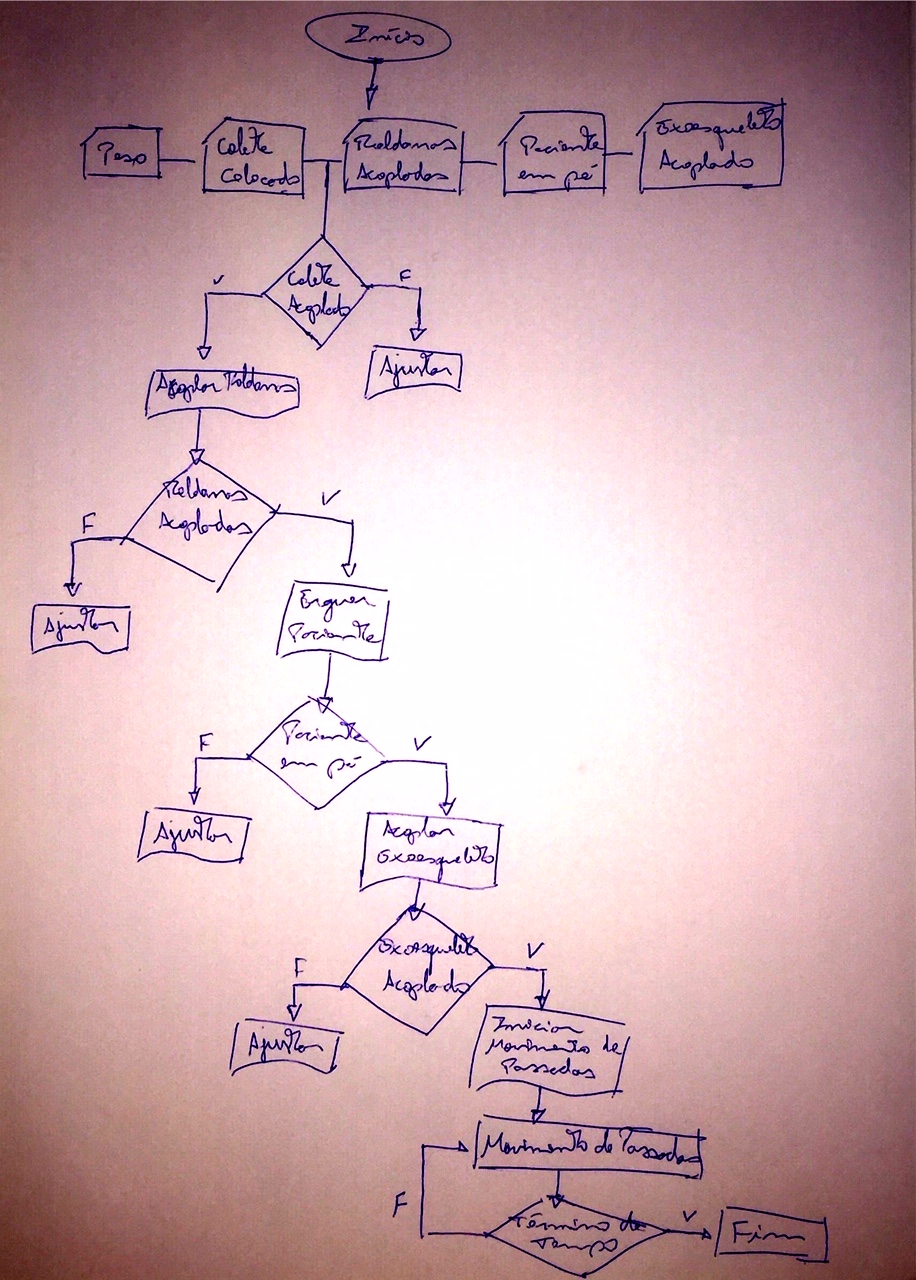 Início
Peso
Colete
Colocado
Roldanas
Acopladas
Paciente
em pé
Exoesqueleto
Acoplado
Colete
Acoplado
V
F
Acoplar Roldanas
Ajustar
Roldanas
Acopladas
F
V
Ajustar
Erguer
Paciente
Paciente
em pé
F
V
Ajustar
Acoplar
Exoesqueleto
Exoesqueleto
Acoplado
F
V
Ajustar
Iniciar
Movimento de
Passadas
Movimento de Passadas
F
Término de
Tempo
V
Fim